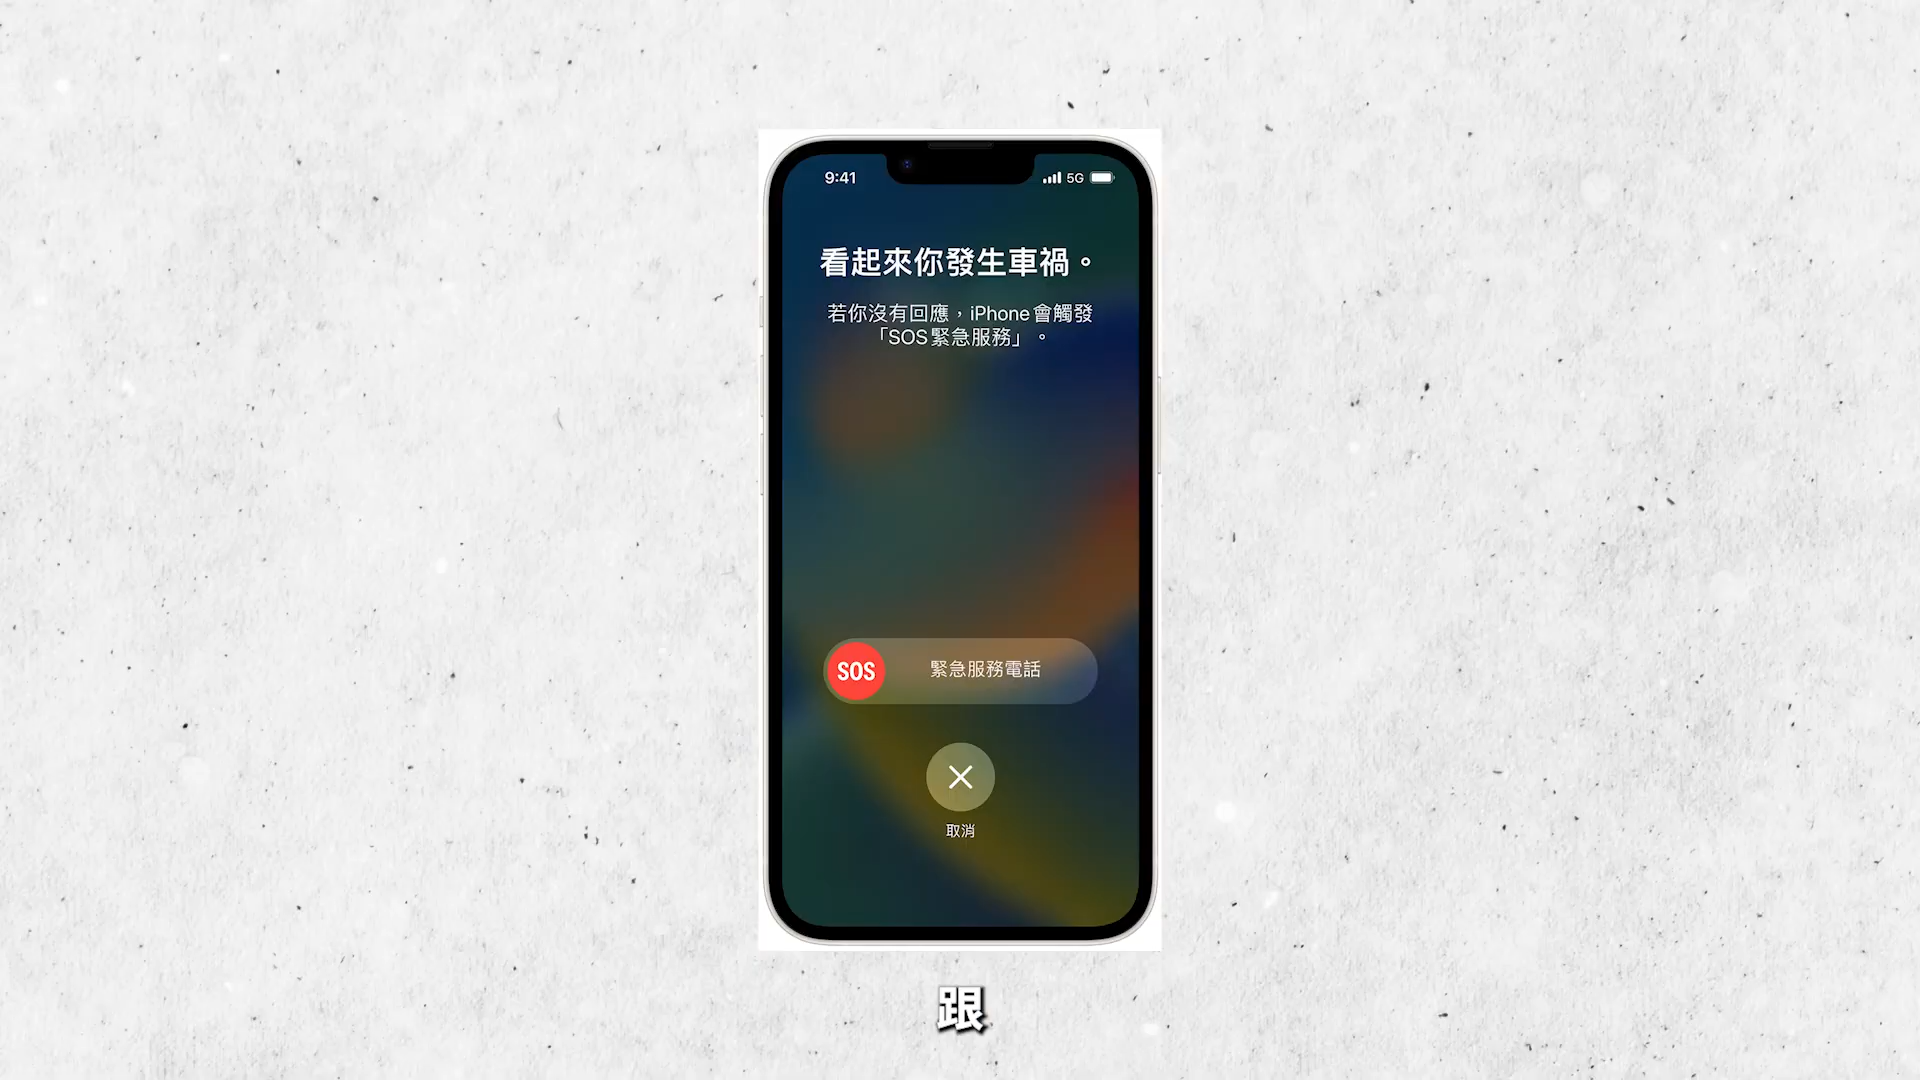 9:41
5G
看起來你發生車禍。
若你沒有回應，iPhone 會觸發
「SOS 緊急服務」。
SOS
緊急服務電話
取消
跟